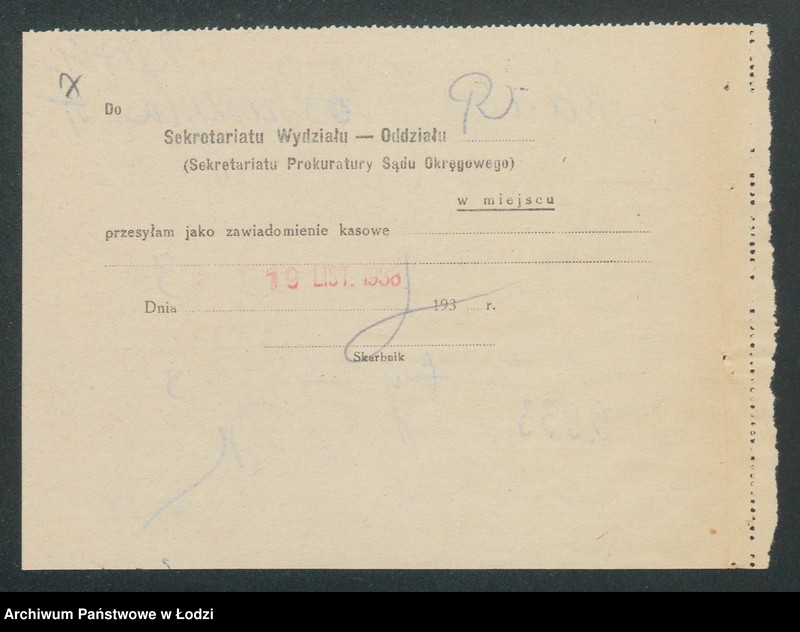 Do
Sekretariatu Wydziału — Oddziału
(Sekretariatu Prokuratury Sądu Okręgowego)
w miejscu
przesyłam jako zawiadomienie kasowe
19 LIST. 1938
Dnia 193 r.
Skarbnik
Archiwum Państwowe w Łodzi